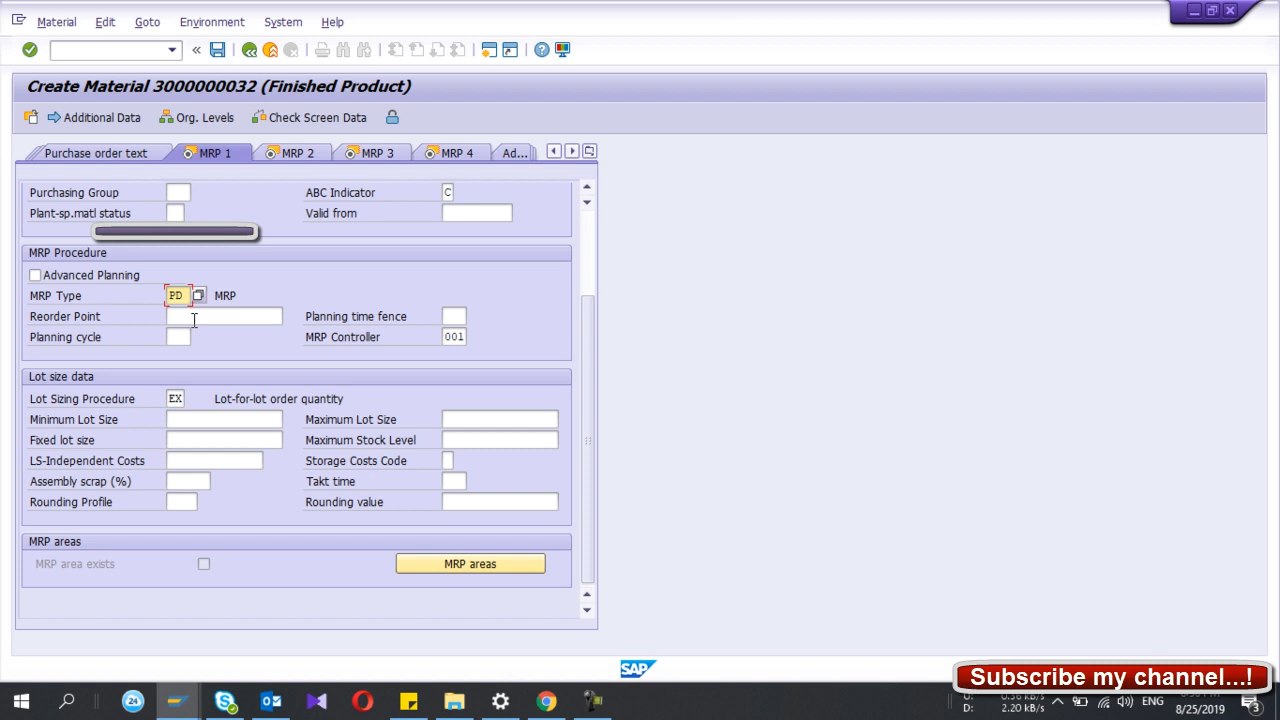 Material Edit Goto Environment System Help
Create Material 3000000032 (Finished Product)
Additional Data Org. Levels Check Screen Data
Purchase order text MRP 1 MRP 2 MRP 3 MRP 4 Ad...
Purchasing Group ABC Indicator C
Plant-sp.matl status Valid from
MRP Procedure
Advanced Planning
MRP Type PD MRP
Reorder Point Planning time fence
Planning cycle MRP Controller 001
Lot size data
Lot Sizing Procedure EX Lot-for-lot order quantity
Minimum Lot Size Maximum Lot Size
Fixed lot size Maximum Stock Level
LS-Independent Costs Storage Costs Code
Assembly scrap (%) Takt time
Rounding Profile Rounding value
MRP areas
MRP area exists MRP areas
SAP
Subscribe my channel...!
24
D: 2.20 kB/s
ENG
8/25/2019
3